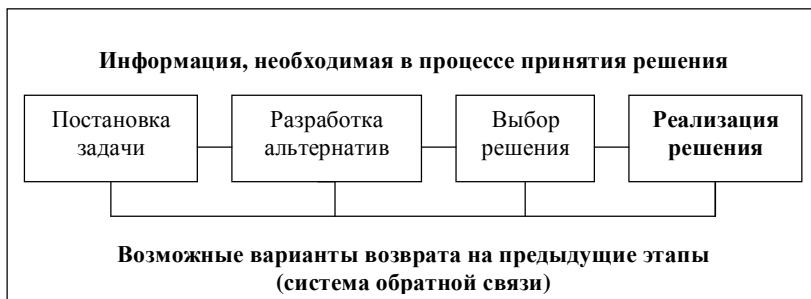 Информация, необходимая в процессе принятия решения
Постановка
задачи
Разработка
альтернатив
Выбор
решения
Реализация
решения
Возможные варианты возврата на предыдущие этапы
(система обратной связи)